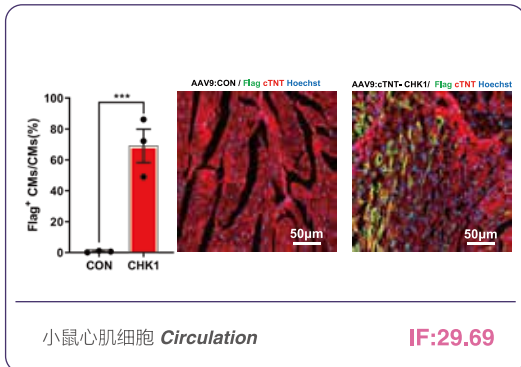 AAV9:CON / Flag cTNT Hoechst
AAV9:cTNT- CHK1/ Flag cTNT Hoechst
***
Flag+ CMs/CMs(%)
100
80
60
40
20
0
CON
CHK1
50μm
50μm
小鼠心肌细胞 Circulation
IF:29.69